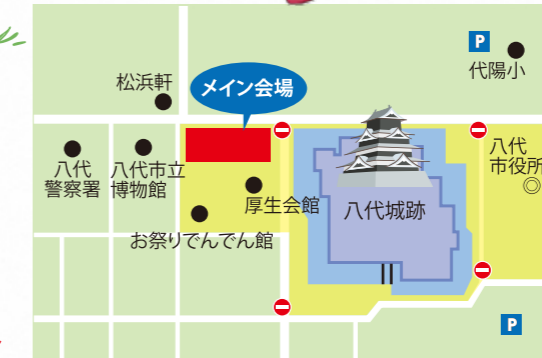 P
代陽小
松浜軒
メイン会場
八代
警察署
八代市立
博物館
八代
市役所
◎
厚生会館
八代城跡
お祭りでんでん館
P